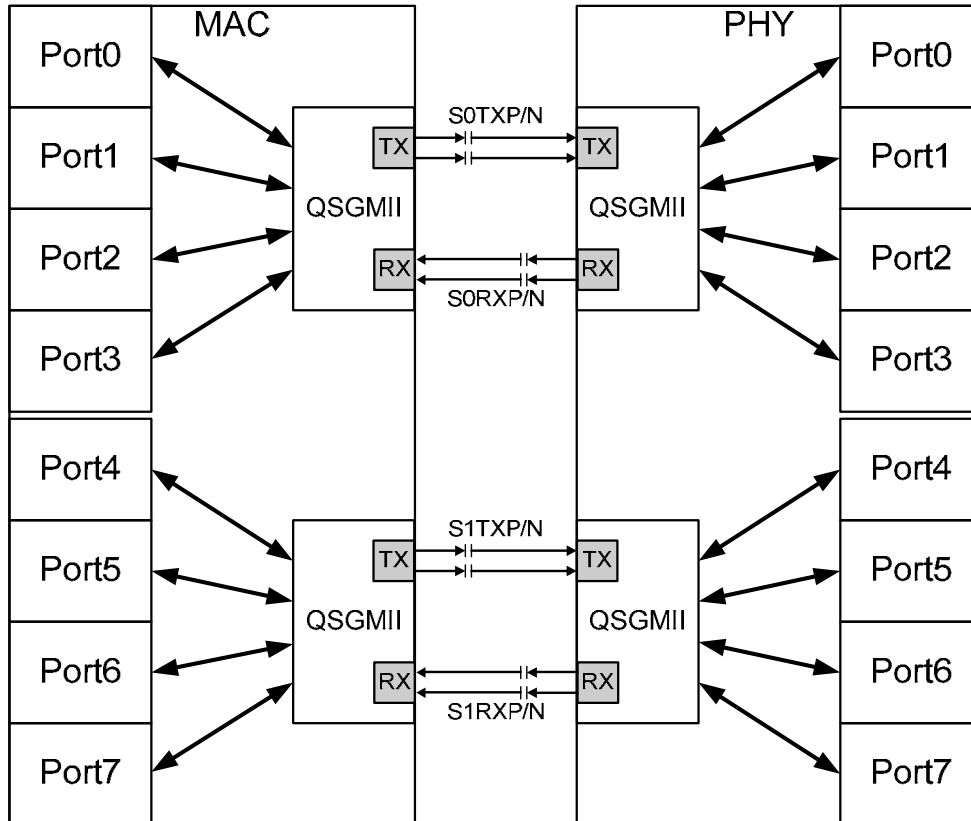 MAC
PHY
Port0
Port1
Port2
Port3
Port4
Port5
Port6
Port7
TX
QSGMII
RX
S0TXP/N
S0RXP/N
TX
QSGMII
RX
TX
QSGMII
RX
S1TXP/N
S1RXP/N
TX
QSGMII
RX
Port0
Port1
Port2
Port3
Port4
Port5
Port6
Port7